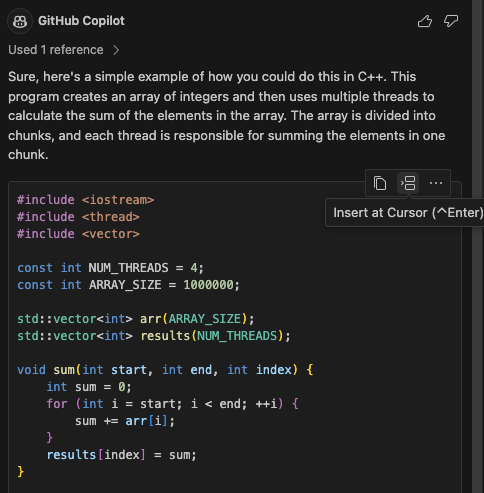 GitHub Copilot
Used 1 reference
Sure, here's a simple example of how you could do this in C++. This
program creates an array of integers and then uses multiple threads to
calculate the sum of the elements in the array. The array is divided into
chunks, and each thread is responsible for summing the elements in one
chunk.
Insert at Cursor (^Enter)
#include <iostream>
#include <thread>
#include <vector>
const int NUM_THREADS = 4;
const int ARRAY_SIZE = 1000000;
std::vector<int> arr(ARRAY_SIZE);
std::vector<int> results(NUM_THREADS);
void sum(int start, int end, int index) {
    int sum = 0;
    for (int i = start; i < end; ++i) {
        sum += arr[i];
    }
    results[index] = sum;
}